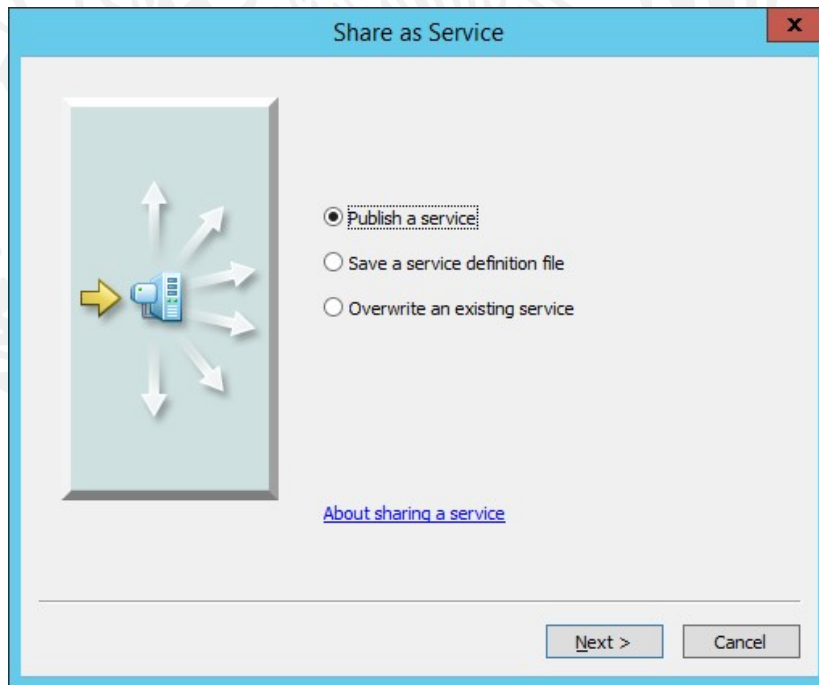 Share as Service
x
Publish a service
Save a service definition file
Overwrite an existing service
About sharing a service
Next >
Cancel